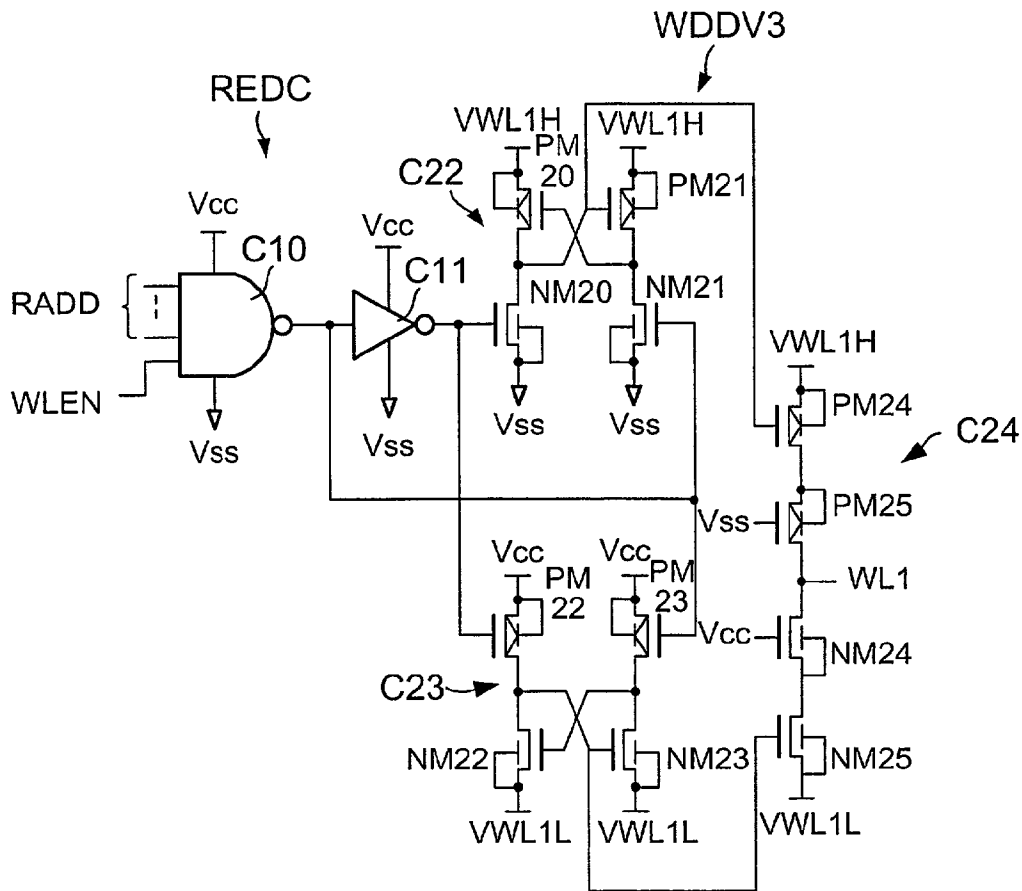 WDDV3
REDC
VWL1H
VWL1H
PM
20
PM21
C22
Vcc
Vcc
C10
C11
RADD
NM20
NM21
WLEN
Vss
Vss
Vss
Vss
VWL1H
PM24
C24
PM25
Vss
Vcc
Vcc
PM
22
PM
23
WL1
Vcc
NM24
C23
NM22
NM23
NM25
VWL1L
VWL1L
VWL1L